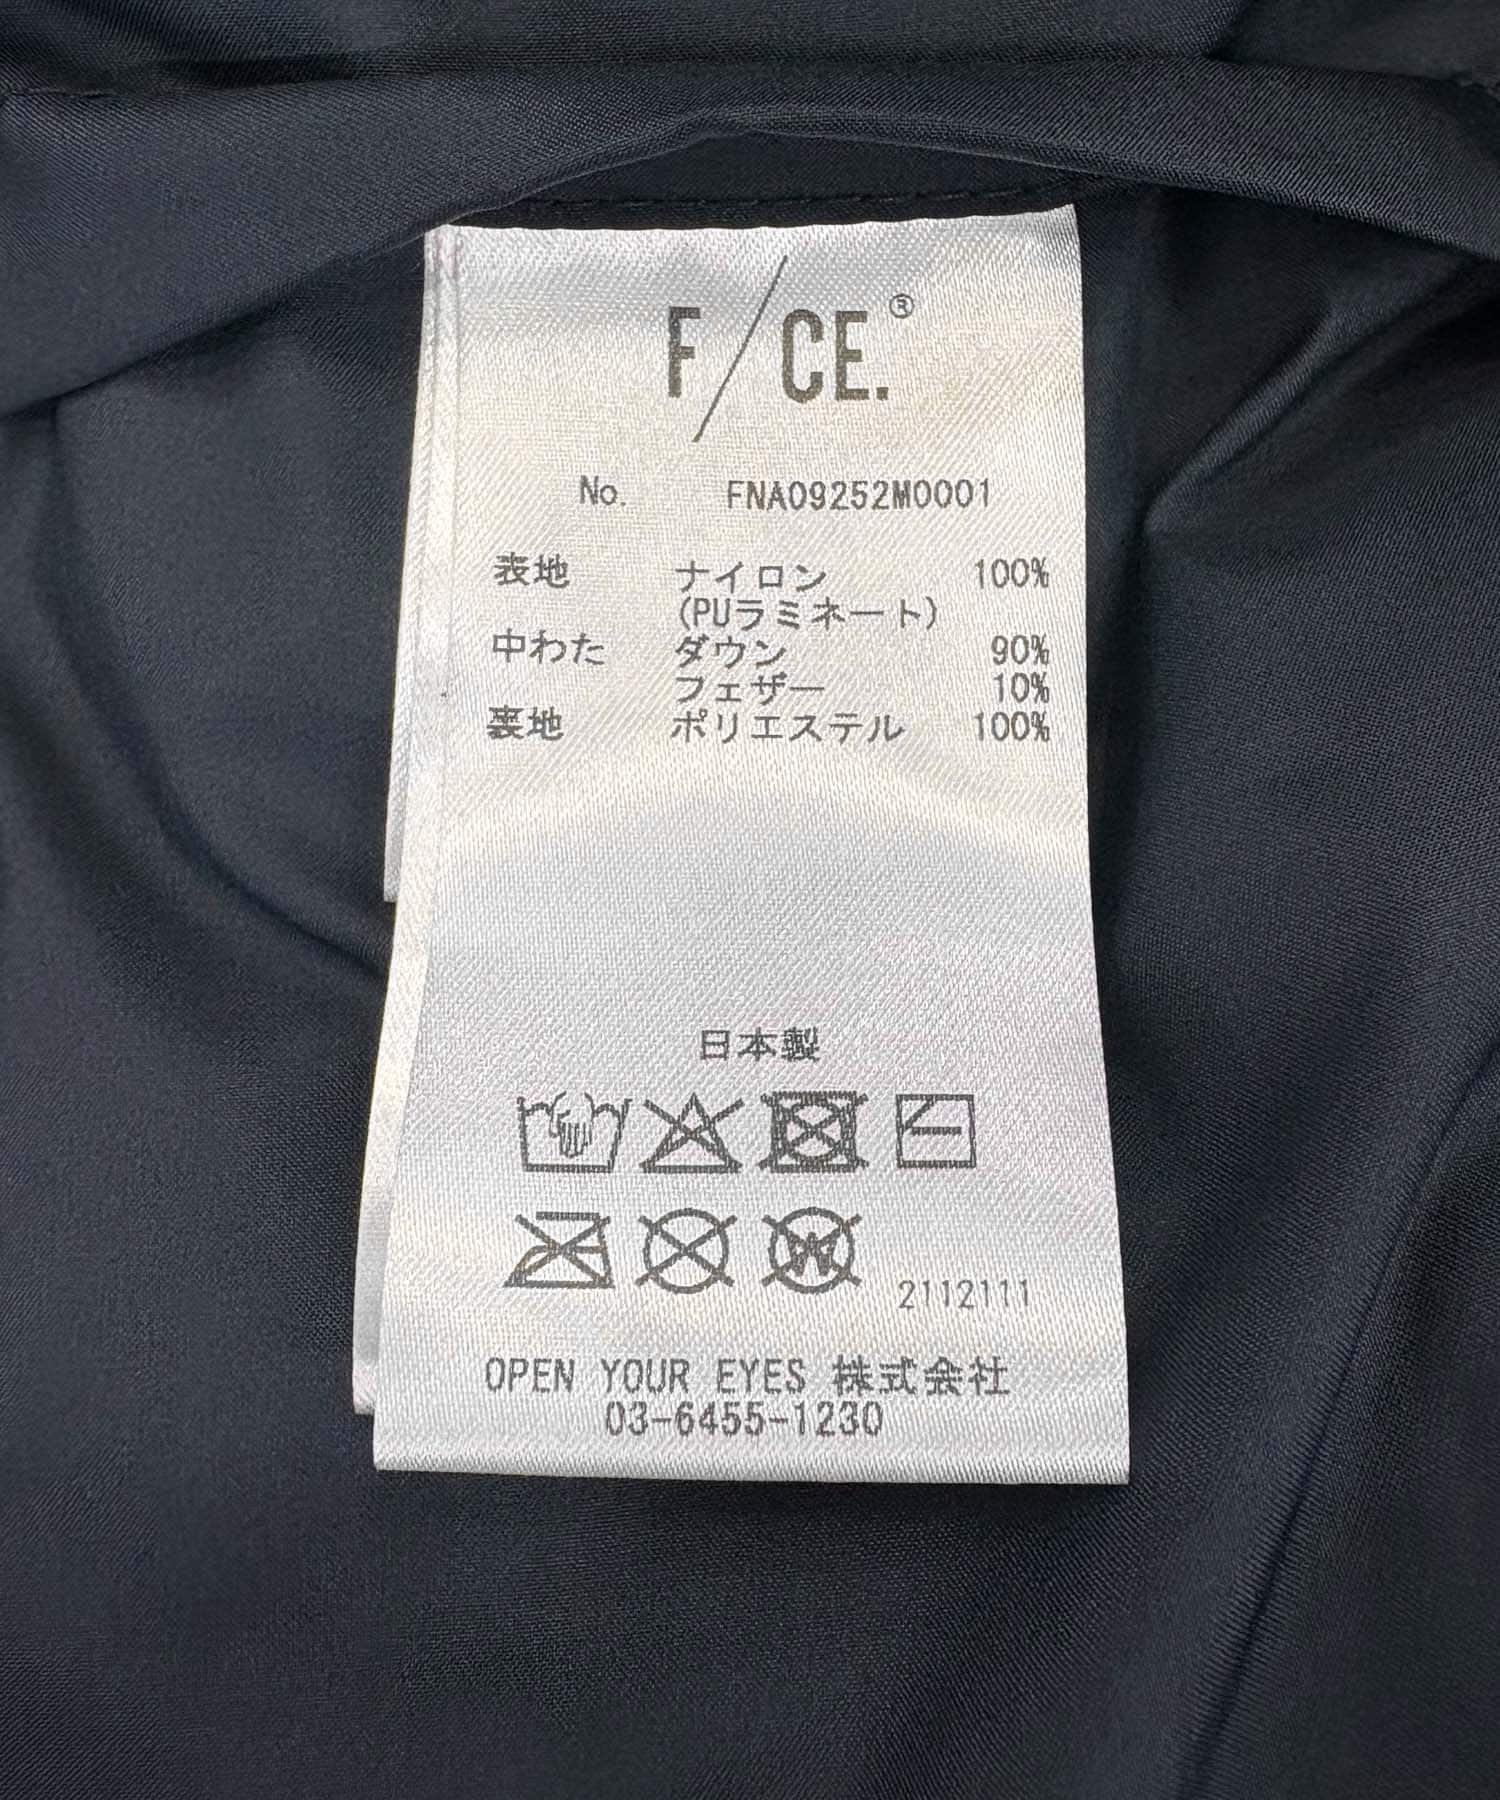 F/CE.®
No. FNA09252M0001
表地 ナイロン 100%
(PUラミネート)
中わた ダウン 90%
フェザー 10%
裏地 ポリエステル 100%
日本製
W
2112111
OPEN YOUR EYES 株式会社
03-6455-1230